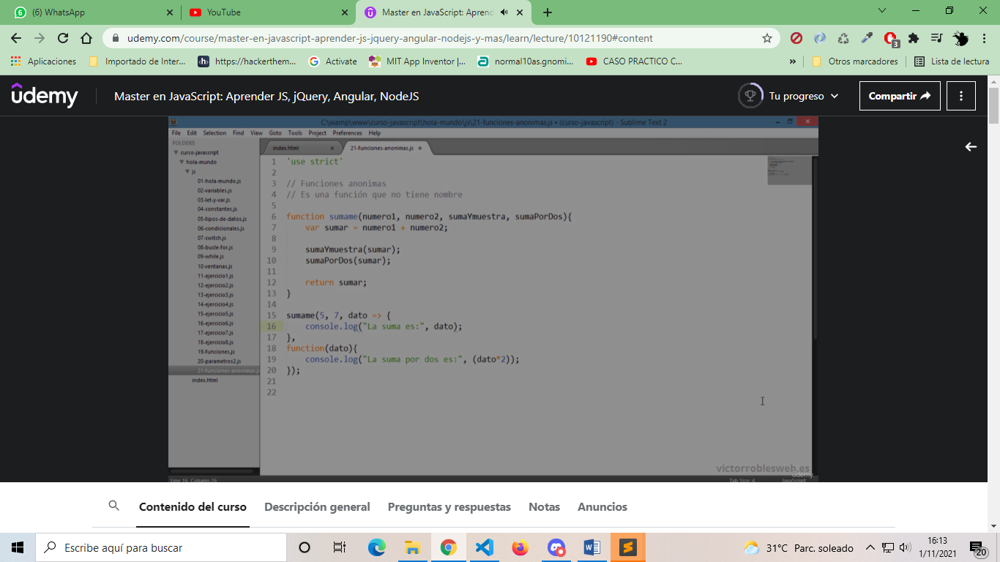 (6) WhatsApp
YouTube
Master en JavaScript: Aprend
udemy.com/course/master-en-javascript-aprender-js-jquery-angular-nodejs-y-mas/learn/lecture/10121190#content
3
Aplicaciones
Importado de Inter...
https://hackerthem...
Activate
MIT App Inventor |...
normal10as.gnomi...
CASO PRACTICO C...
»
Otros marcadores
Lista de lectura
ûdemy
Master en JavaScript: Aprender JS, jQuery, Angular, NodeJS
Tu progreso
Compartir
C:\wamp\www\curso-javascript\hola-mundo\js\21-funciones-anonimas.js • (curso-javascript) - Sublime Text 2
File Edit Selection Find View Goto Tools Project Preferences Help
FOLDERS
curso-javascript
hola-mundo
js
01-hola-mundo.js
02-variables.js
03-let-y-var.js
04-constantes.js
05-tipos-de-datos.js
06-condicionales.js
07-switch.js
08-bucle-for.js
09-while.js
10-ventanas.js
11-ejercicio1.js
12-ejercicio2.js
13-ejercicio3.js
14-ejercicio4.js
15-ejercicio5.js
16-ejercicio6.js
17-ejercicio7.js
18-ejercicio8.js
19-funciones.js
20-parametros2.js
21-funciones-anonimas.j
index.html
index.html
21-funciones-anonimas.js
1 'use strict'
2
3 // Funciones anonimas
4 // Es una función que no tiene nombre
5
6 function sumame(numero1, numero2, sumaYmuestra, sumaPorDos){
7 var sumar = numero1 + numero2;
8
9 sumaYmuestra(sumar);
10 sumaPorDos(sumar);
11
12 return sumar;
13 }
14
15 sumame(5, 7, dato => {
16 console.log("La suma es:", dato);
17 },
18 function(dato){
19 console.log("La suma por dos es:", (dato*2));
20 });
21
22
victorroblesweb.es
udemy
Line 16, Column 26
Tab Size: 4
JavaScript
Contenido del curso
Descripción general
Preguntas y respuestas
Notas
Anuncios
Escribe aquí para buscar
31°C Parc. soleado
16:13
1/11/2021
20